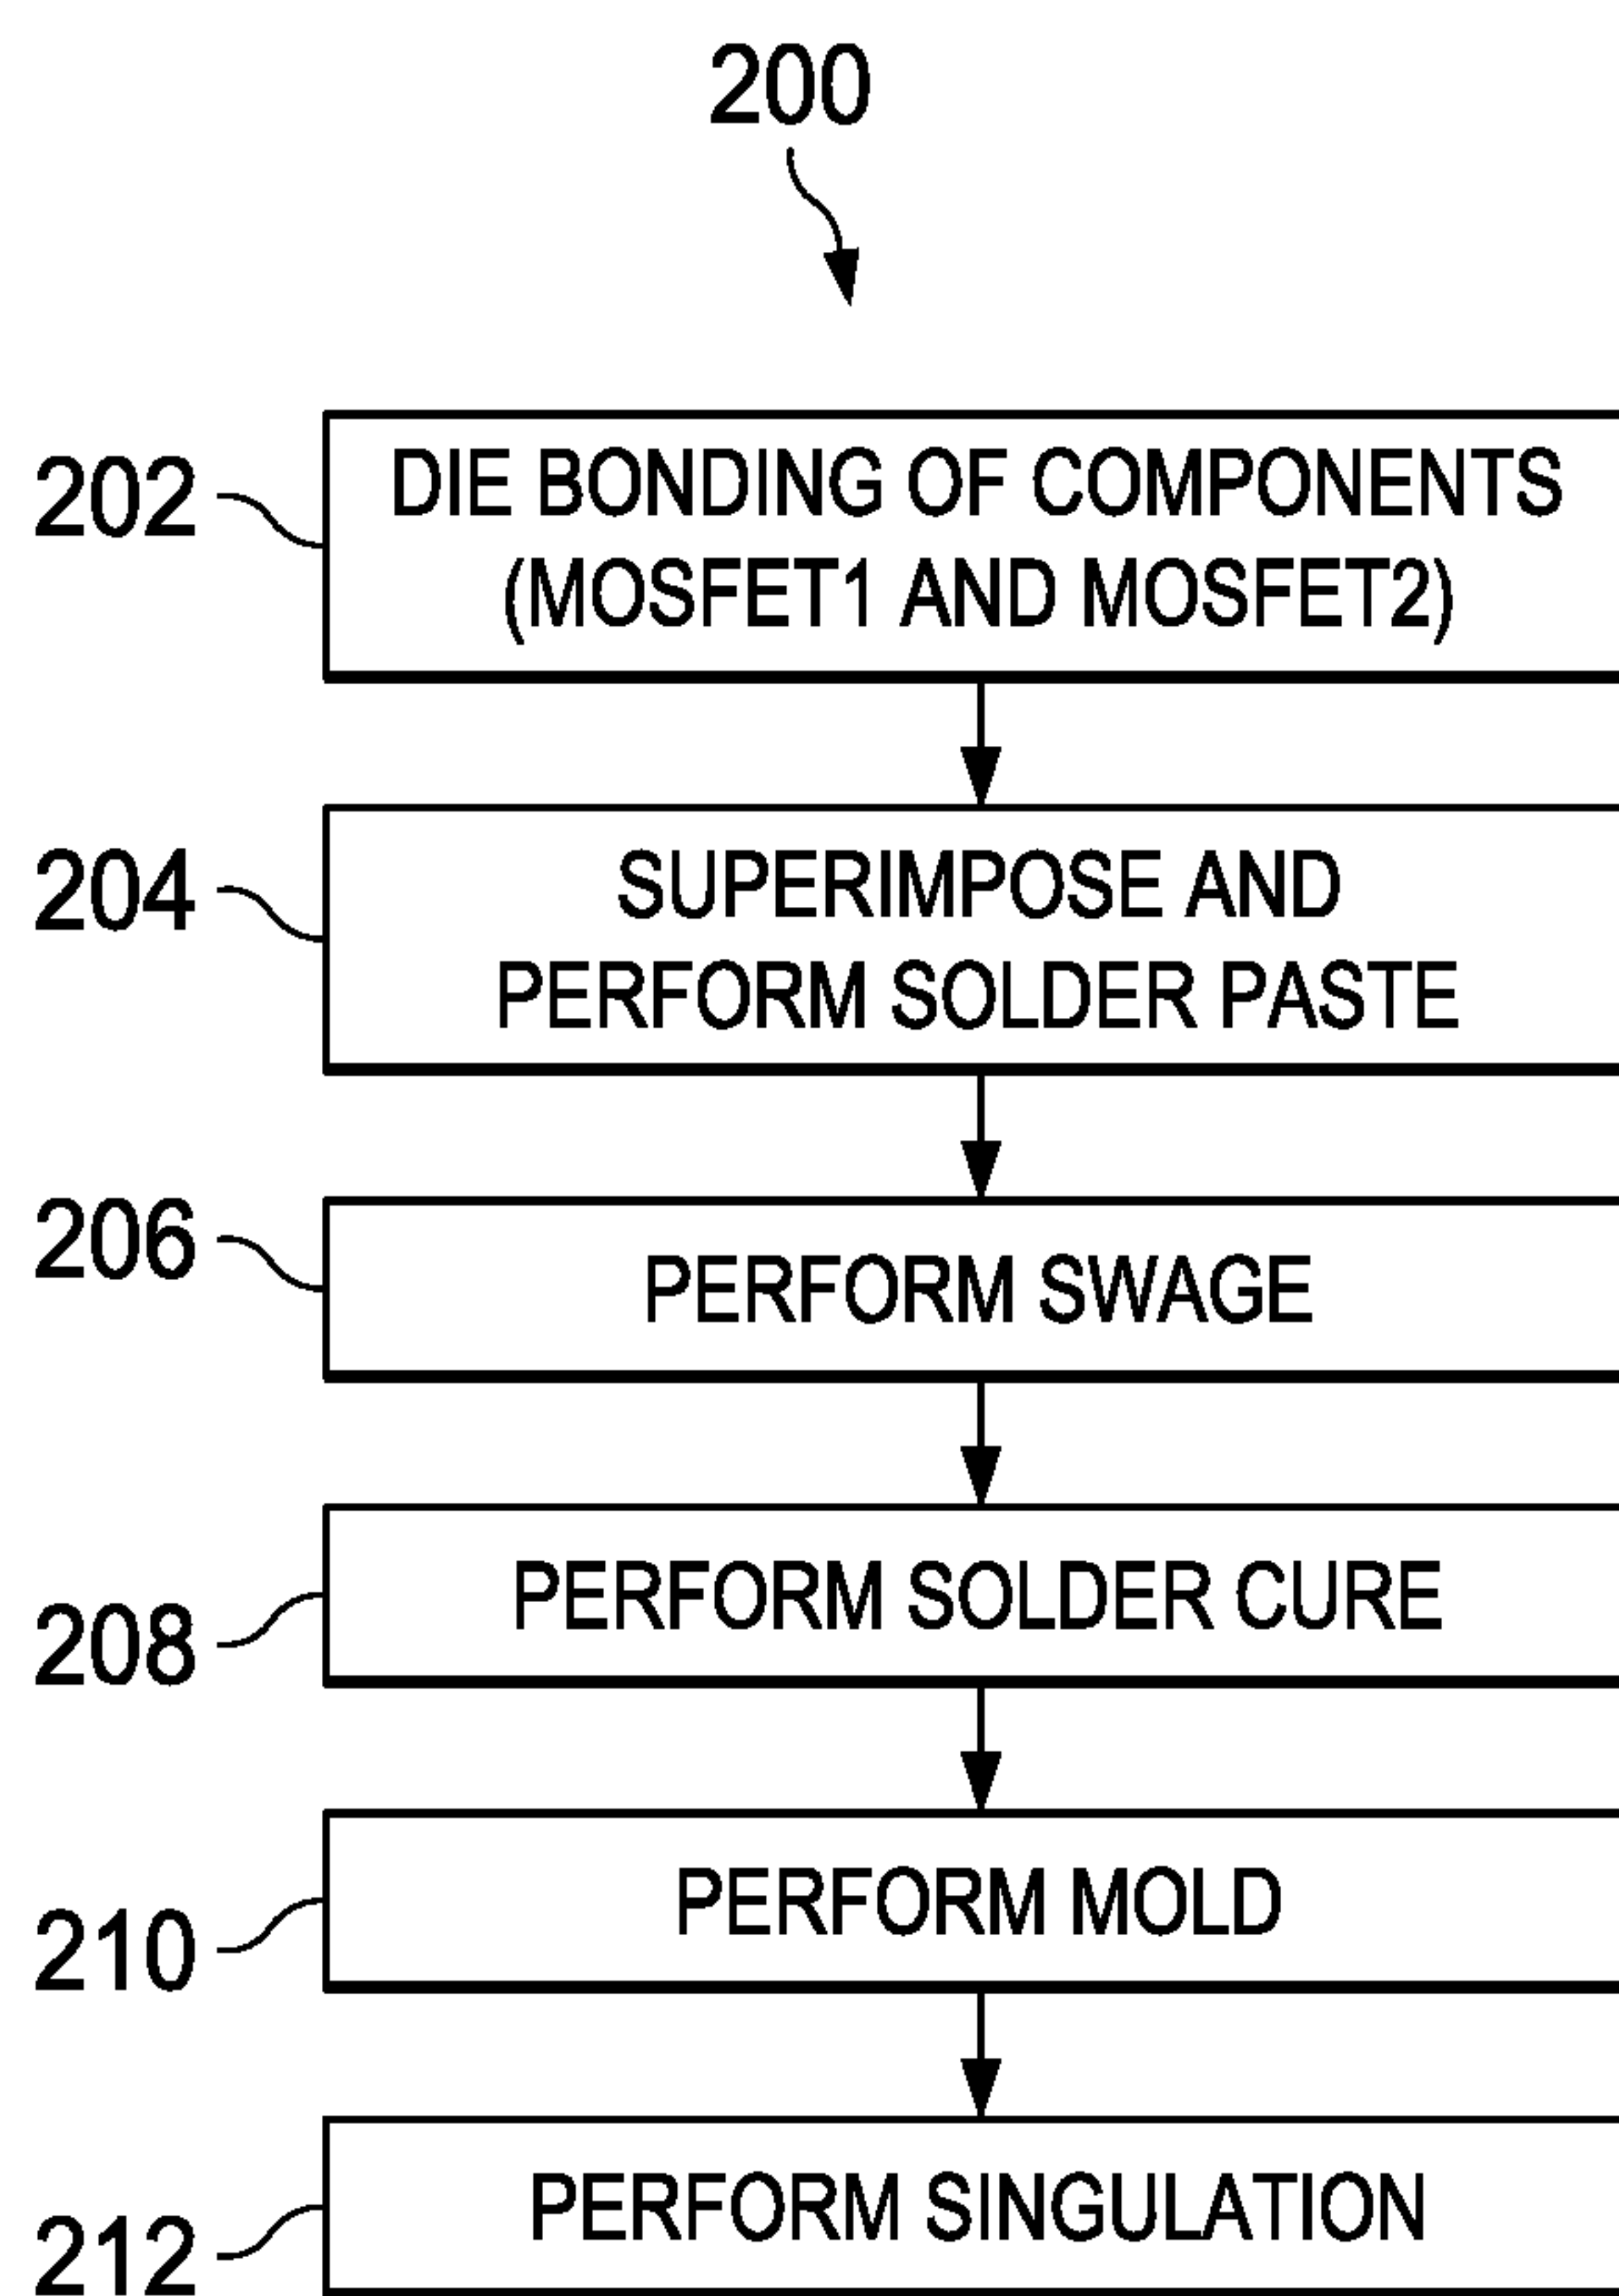 200
202
DIE BONDING OF COMPONENTS
(MOSFET1 AND MOSFET2)
204
SUPERIMPOSE AND
PERFORM SOLDER PASTE
206
PERFORM SWAGE
208
PERFORM SOLDER CURE
210
PERFORM MOLD
212
PERFORM SINGULATION